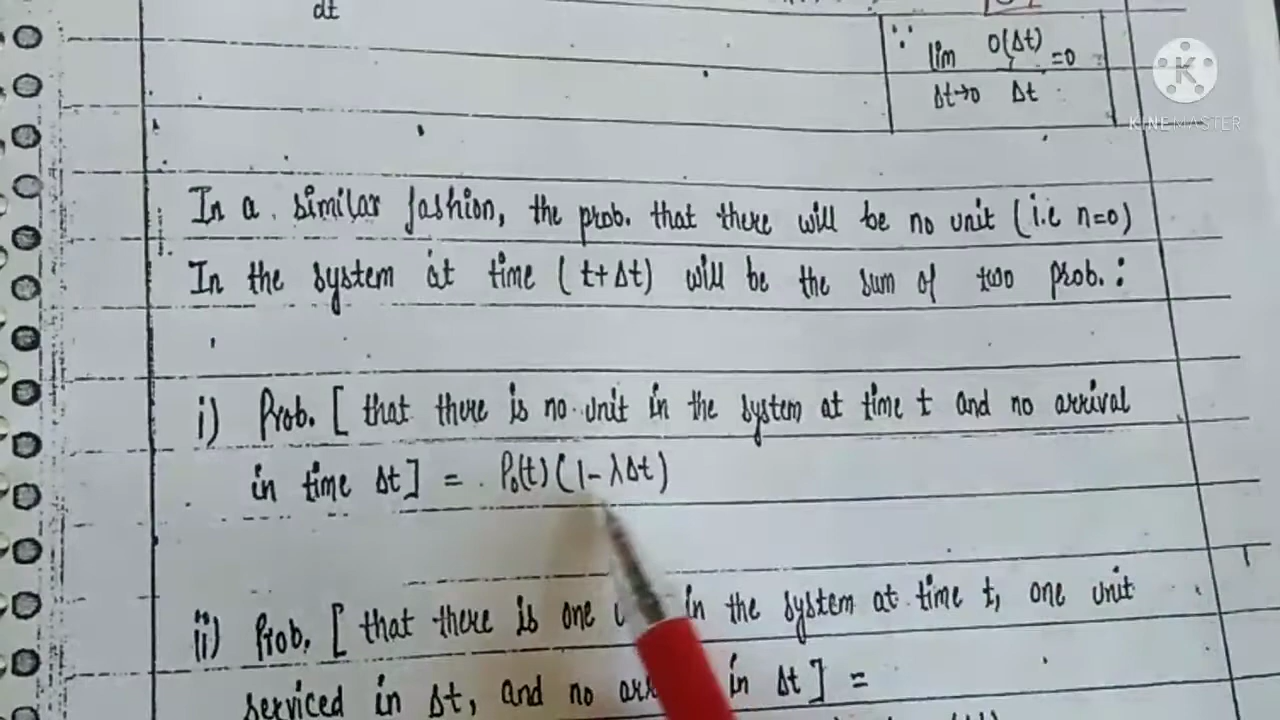 dt
∵ lim O(Δt) =0
Δt→0 Δt
KINEMASTER
In a similar fashion, the prob. that there will be no unit (i.e n=0)
In the system at time (t+Δt) will be the sum of two prob.:
i) Prob. [ that there is no unit in the system at time t and no arrival
in time Δt] = P₀(t)(1-λΔt)
ii) Prob. [ that there is one in the system at time t, one unit
serviced in Δt, and no in Δt ] =